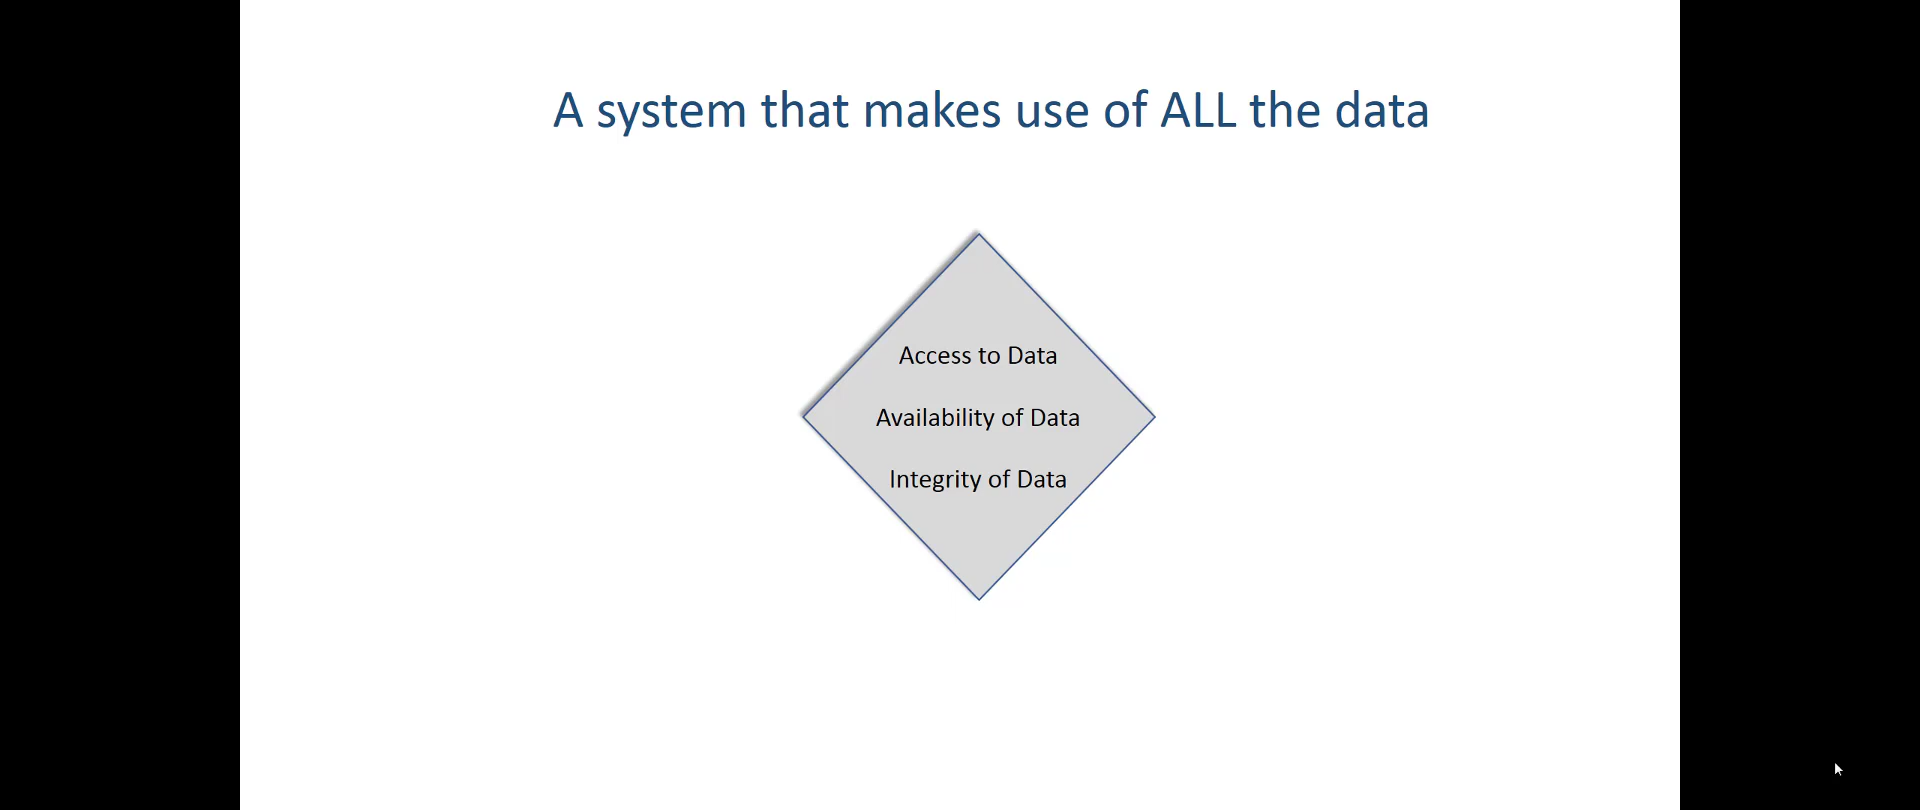 A system that makes use of ALL the data
Access to Data
Availability of Data
Integrity of Data